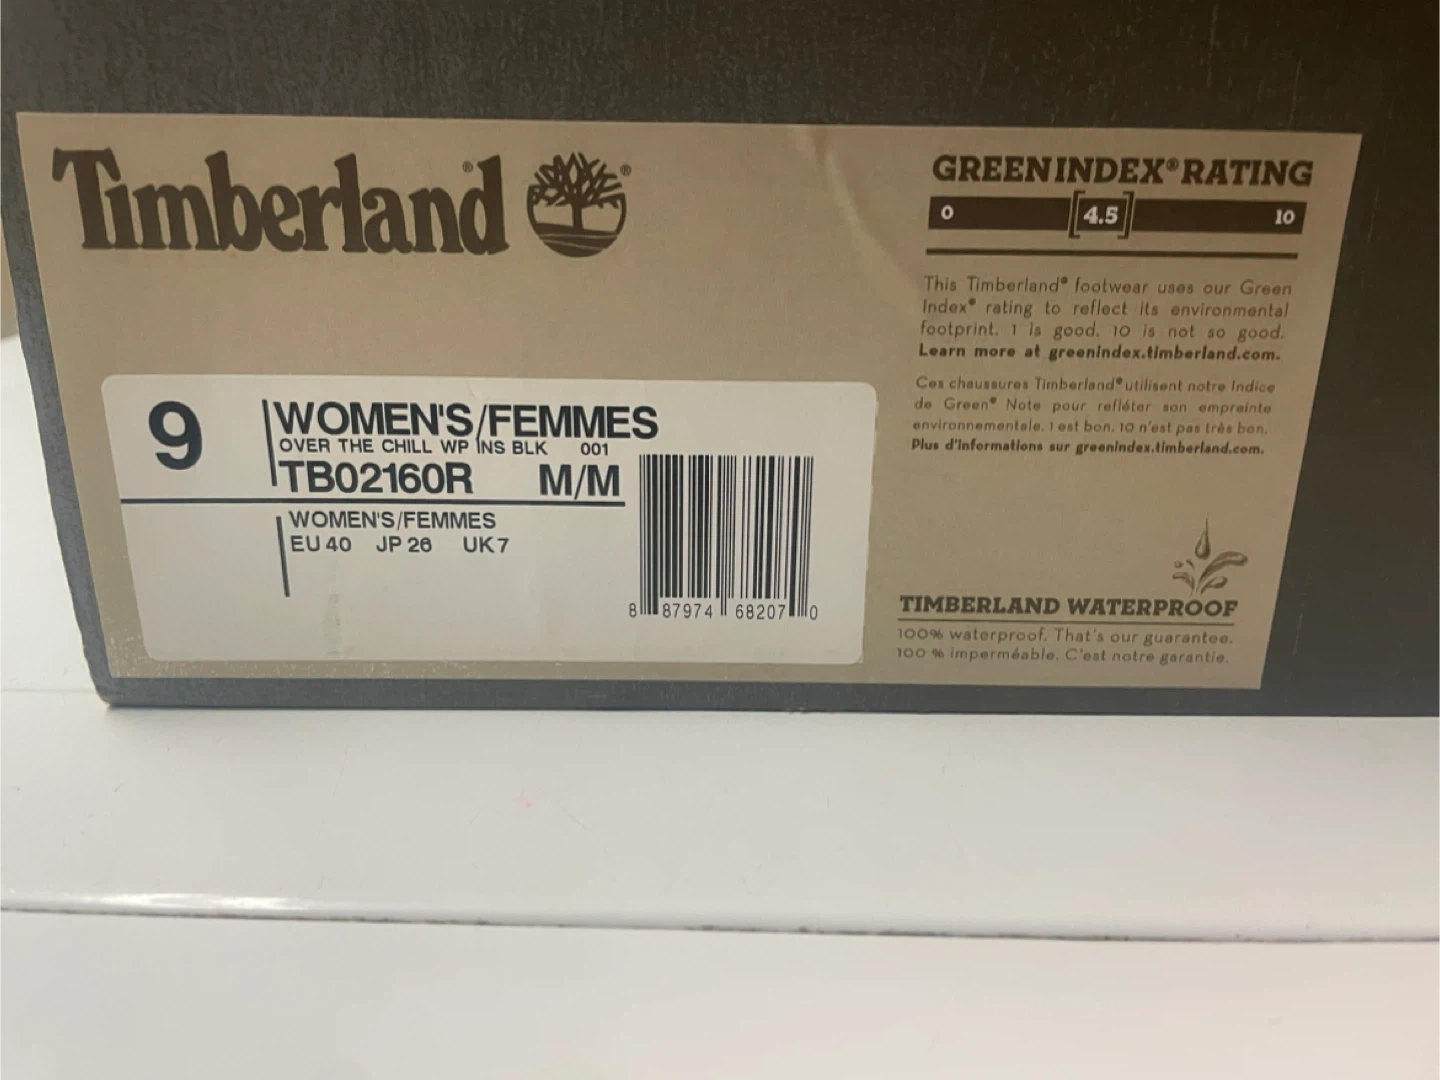 Timberland®
®
GREEN INDEX® RATING
0 4.5 10
This Timberland® footwear uses our Green
Index® rating to reflect its environmental
footprint. 1 is good. 10 is not so good.
Learn more at greenindex.timberland.com.
Ces chaussures Timberland® utilisent notre Indice
de Green® Note pour refléter son empreinte
environnementale. 1 est bon. 10 n'est pas très bon.
Plus d'informations sur greenindex.timberland.com.
9
WOMEN'S/FEMMES
OVER THE CHILL WP INS BLK 001
TB02160R M/M
WOMEN'S/FEMMES
EU 40 JP 26 UK 7
8 87974 68207 0
TIMBERLAND WATERPROOF
100% waterproof. That's our guarantee.
100 % imperméable. C'est notre garantie.